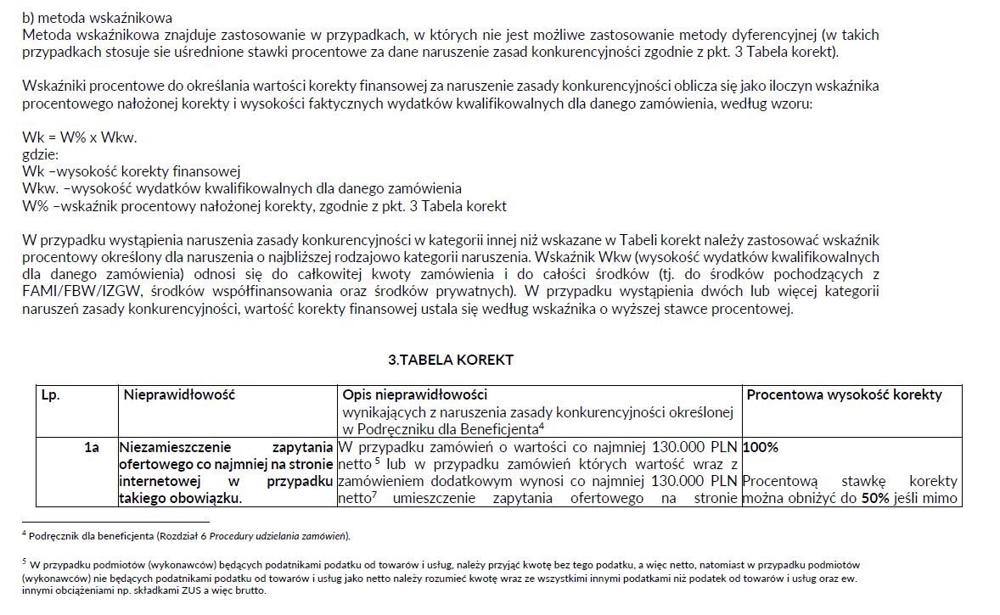 b) metoda wskaźnikowa
Metoda wskaźnikowa znajduje zastosowanie w przypadkach, w których nie jest możliwe zastosowanie metody dyferencyjnej (w takich
przypadkach stosuje sie uśrednione stawki procentowe za dane naruszenie zasad konkurencyjności zgodnie z pkt. 3 Tabela korekt).
Wskaźniki procentowe do określania wartości korekty finansowej za naruszenie zasady konkurencyjności oblicza się jako iloczyn wskaźnika
procentowego nałożonej korekty i wysokości faktycznych wydatków kwalifikowalnych dla danego zamówienia, według wzoru:
Wk = W% x Wkw.
gdzie:
Wk –wysokość korekty finansowej
Wkw. –wysokość wydatków kwalifikowalnych dla danego zamówienia
W% –wskaźnik procentowy nałożonej korekty, zgodnie z pkt. 3 Tabela korekt
W przypadku wystąpienia naruszenia zasady konkurencyjności w kategorii innej niż wskazane w Tabeli korekt należy zastosować wskaźnik
procentowy określony dla naruszenia o najbliższej rodzajowo kategorii naruszenia. Wskaźnik Wkw (wysokość wydatków kwalifikowalnych
dla danego zamówienia) odnosi się do całkowitej kwoty zamówienia i do całości środków (tj. do środków pochodzących z
FAMI/FBW/IZGW, środków współfinansowania oraz środków prywatnych). W przypadku wystąpienia dwóch lub więcej kategorii
naruszeń zasady konkurencyjności, wartość korekty finansowej ustala się według wskaźnika o wyższej stawce procentowej.
3.TABELA KOREKT
Lp.
Nieprawidłowość
Opis nieprawidłowości
wynikających z naruszenia zasady konkurencyjności określonej
w Podręczniku dla Beneficjenta⁴
Procentowa wysokość korekty
1a
Niezamieszczenie zapytania
ofertowego co najmniej na stronie
internetowej w przypadku
takiego obowiązku.
W przypadku zamówień o wartości co najmniej 130.000 PLN
netto ⁵ lub w przypadku zamówień których wartość wraz z
zamówieniem dodatkowym wynosi co najmniej 130.000 PLN
netto⁷ umieszczenie zapytania ofertowego na stronie
100%
Procentową stawkę korekty
można obniżyć do 50% jeśli mimo
⁴ Podręcznik dla beneficjenta (Rozdział 6 Procedury udzielania zamówień).
⁵ W przypadku podmiotów (wykonawców) będących podatnikami podatku od towarów i usług, należy przyjąć kwotę bez tego podatku, a więc netto, natomiast w przypadku podmiotów
(wykonawców) nie będących podatnikami podatku od towarów i usług jako netto należy rozumieć kwotę wraz ze wszystkimi innymi podatkami niż podatek od towarów i usług oraz ew.
innymi obciążeniami np. składkami ZUS a więc brutto.